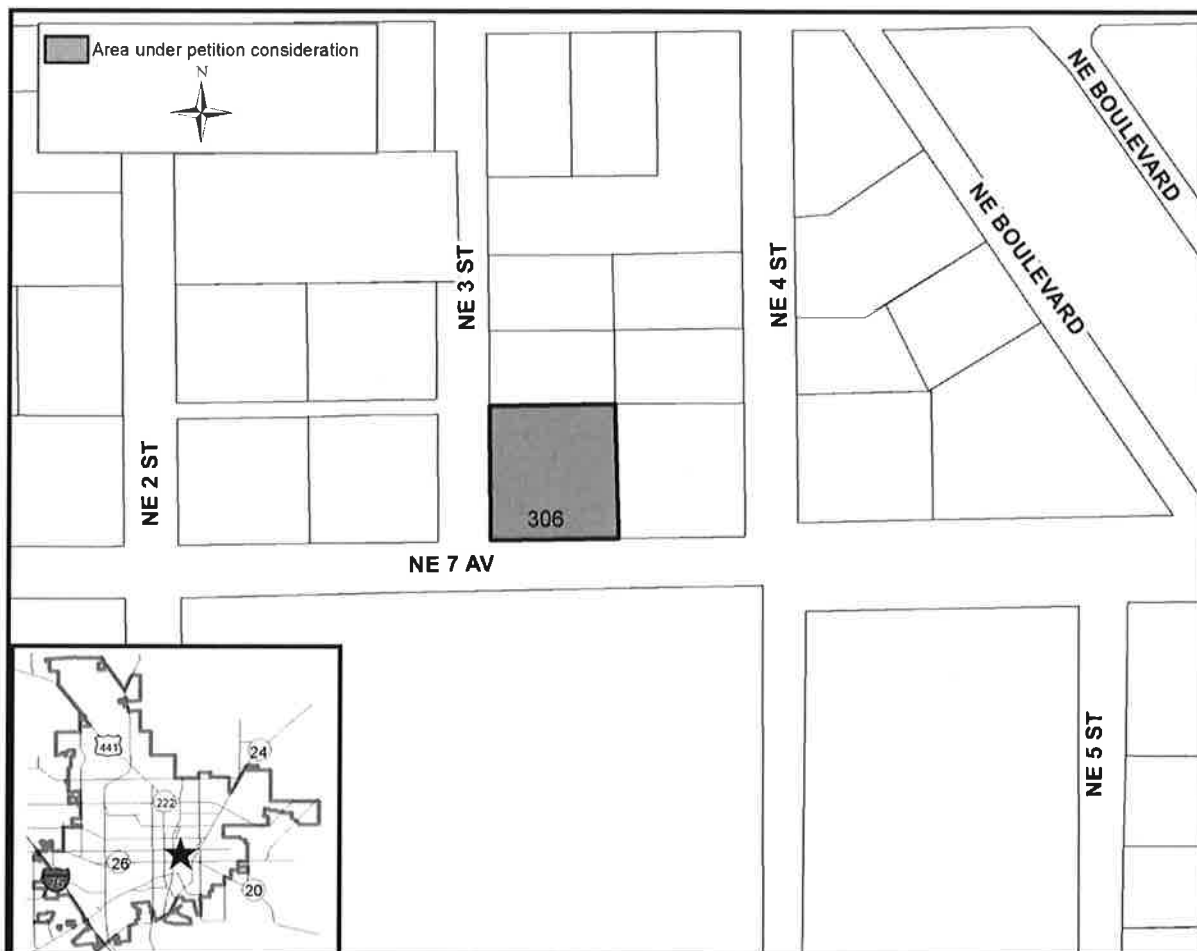 Area under petition consideration
N
NE BOULEVARD
NE BOULEVARD
NE 3 ST
NE 4 ST
NE 2 ST
306
NE 7 AV
NE 5 ST
441
24
222
26
75
20